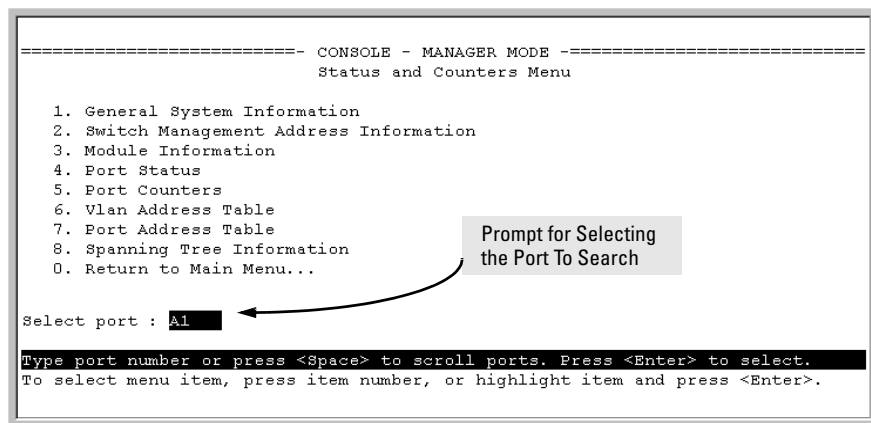 ==========================- CONSOLE - MANAGER MODE -============================
Status and Counters Menu
1. General System Information
2. Switch Management Address Information
3. Module Information
4. Port Status
5. Port Counters
6. Vlan Address Table
7. Port Address Table
8. Spanning Tree Information
0. Return to Main Menu...
Prompt for Selecting
the Port To Search
Select port : A1
Type port number or press <Space> to scroll ports. Press <Enter> to select.
To select menu item, press item number, or highlight item and press <Enter>.